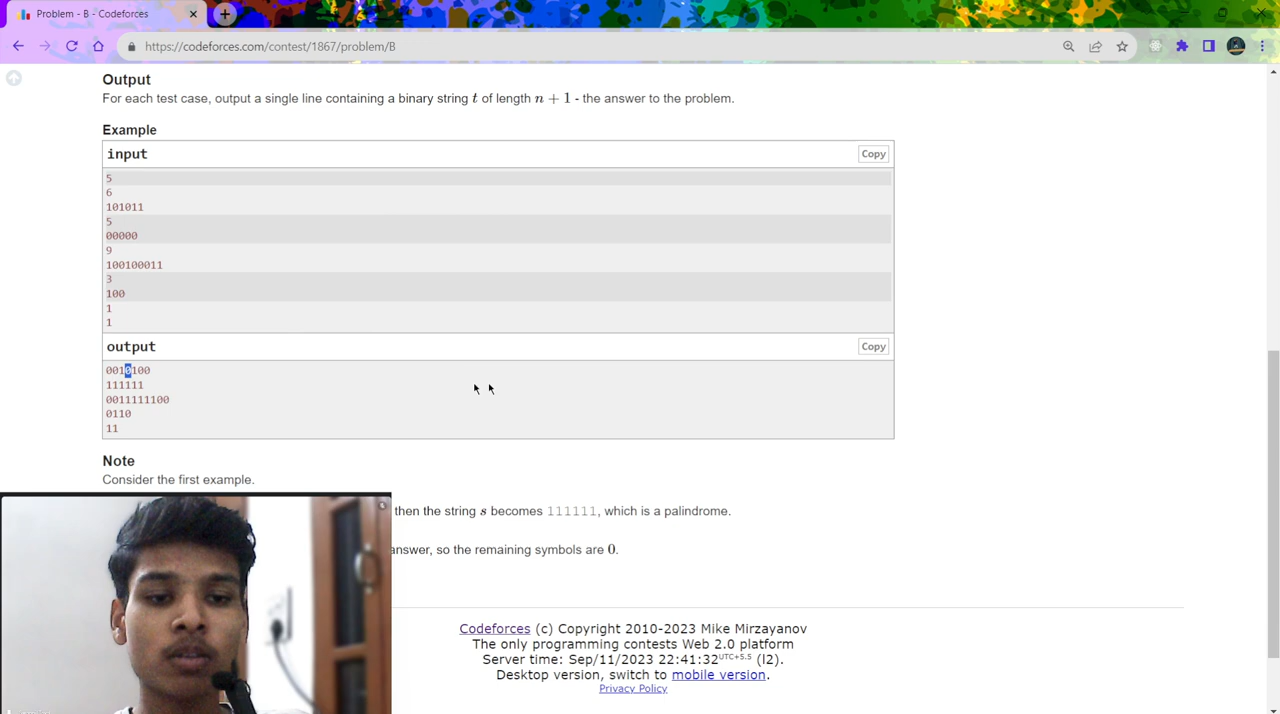 Problem - B - Codeforces
https://codeforces.com/contest/1867/problem/B
Output
For each test case, output a single line containing a binary string t of length n + 1 - the answer to the problem.
Example
input
Copy
5
6
101011
5
00000
9
100100011
3
100
1
1
output
Copy
0010100
111111
0011111100
0110
11
Note
Consider the first example.
then the string s becomes 111111, which is a palindrome.
answer, so the remaining symbols are 0.
Codeforces (c) Copyright 2010-2023 Mike Mirzayanov
The only programming contests Web 2.0 platform
Server time: Sep/11/2023 22:41:32UTC+5.5 (l2).
Desktop version, switch to mobile version.
Privacy Policy